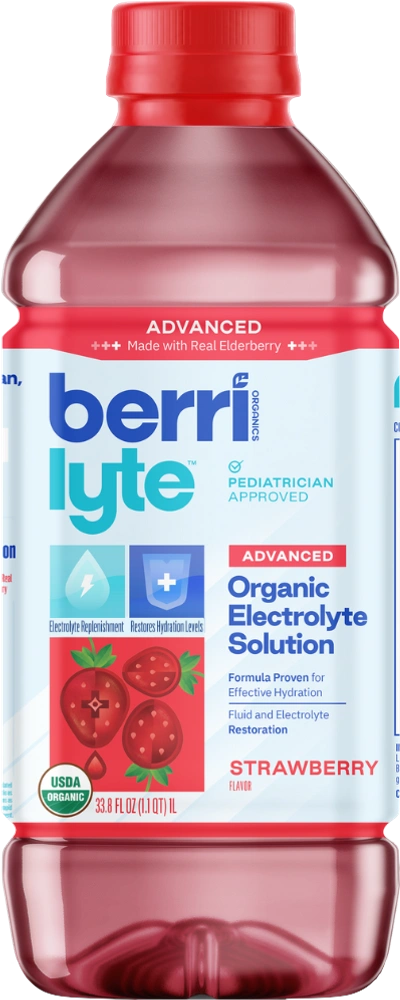 ADVANCED
+++ Made with Real Elderberry +++
berri
ORGANICS
lyte™
PEDIATRICIAN
APPROVED
Electrolyte Replenishment
Restores Hydration Levels
ADVANCED
Organic
Electrolyte
Solution
Formula Proven for
Effective Hydration
Fluid and Electrolyte
Restoration
STRAWBERRY
FLAVOR
USDA
ORGANIC
33.8 FL OZ (1.1 QT) 1L